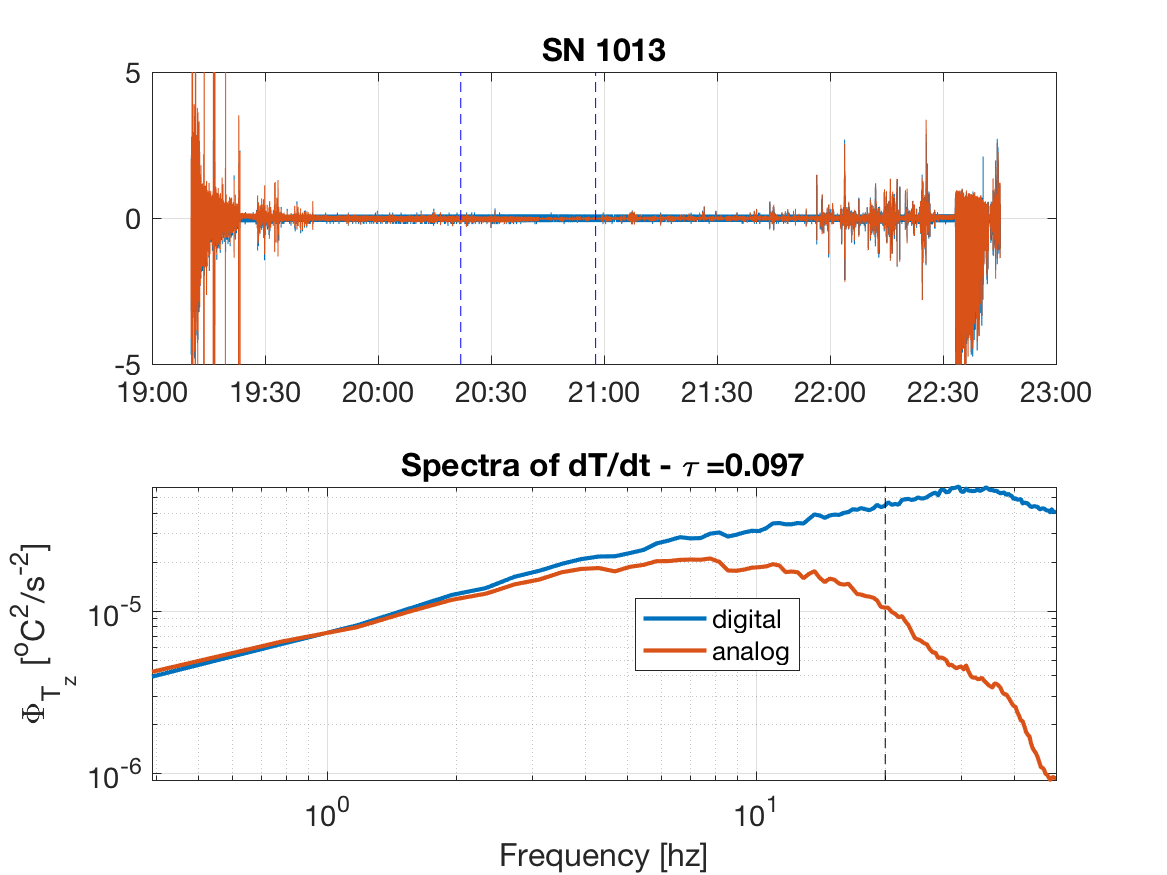 SN 1013
5
0
-5
19:00 19:30 20:00 20:30 21:00 21:30 22:00 22:30 23:00
Spectra of dT/dt - τ =0.097
Φ_{T_z} [°C²/s⁻²]
10⁻⁵
10⁻⁶
digital
analog
10⁰ 10¹
Frequency [hz]